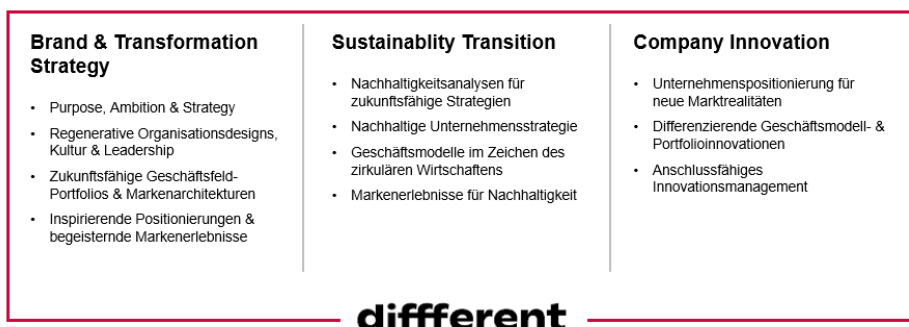 Brand & Transformation
Strategy
• Purpose, Ambition & Strategy
• Regenerative Organisationsdesigns,
Kultur & Leadership
• Zukunftsfähige Geschäftsfeld-
Portfolios & Markenarchitekturen
• Inspirierende Positionierungen &
begeisternde Markenerlebnisse
Sustainablity Transition
• Nachhaltigkeitsanalysen für
zukunftsfähige Strategien
• Nachhaltige Unternehmensstrategie
• Geschäftsmodelle im Zeichen des
zirkulären Wirtschaftens
• Markenerlebnisse für Nachhaltigkeit
Company Innovation
• Unternehmenspositionierung für
neue Marktrealitäten
• Differenzierende Geschäftsmodell- &
Portfolioinnovationen
• Anschlussfähiges
Innovationsmanagement
diffferent